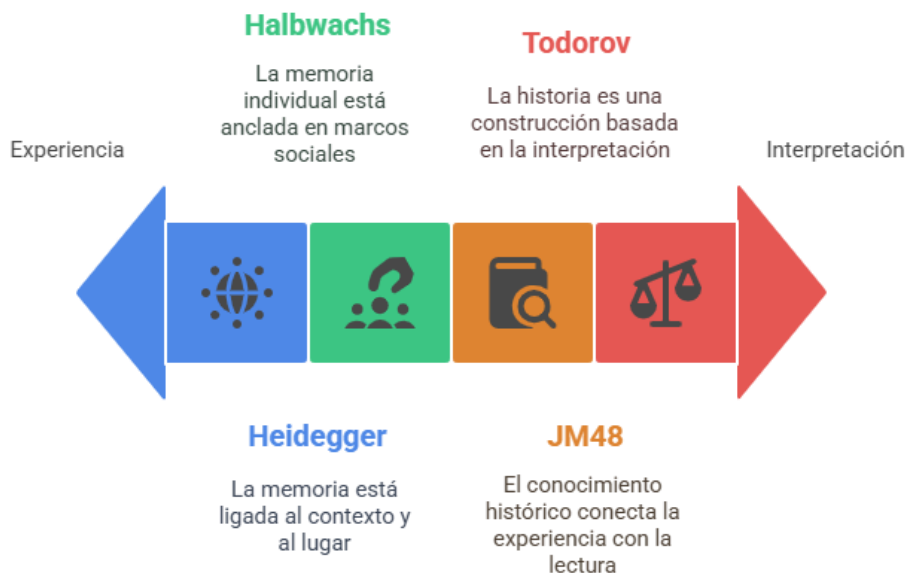 Halbwachs
La memoria
individual está
anclada en marcos
sociales
Todorov
La historia es una
construcción basada
en la interpretación
Experiencia
Interpretación
Heidegger
La memoria está
ligada al contexto y
al lugar
JM48
El conocimiento
histórico conecta la
experiencia con la
lectura